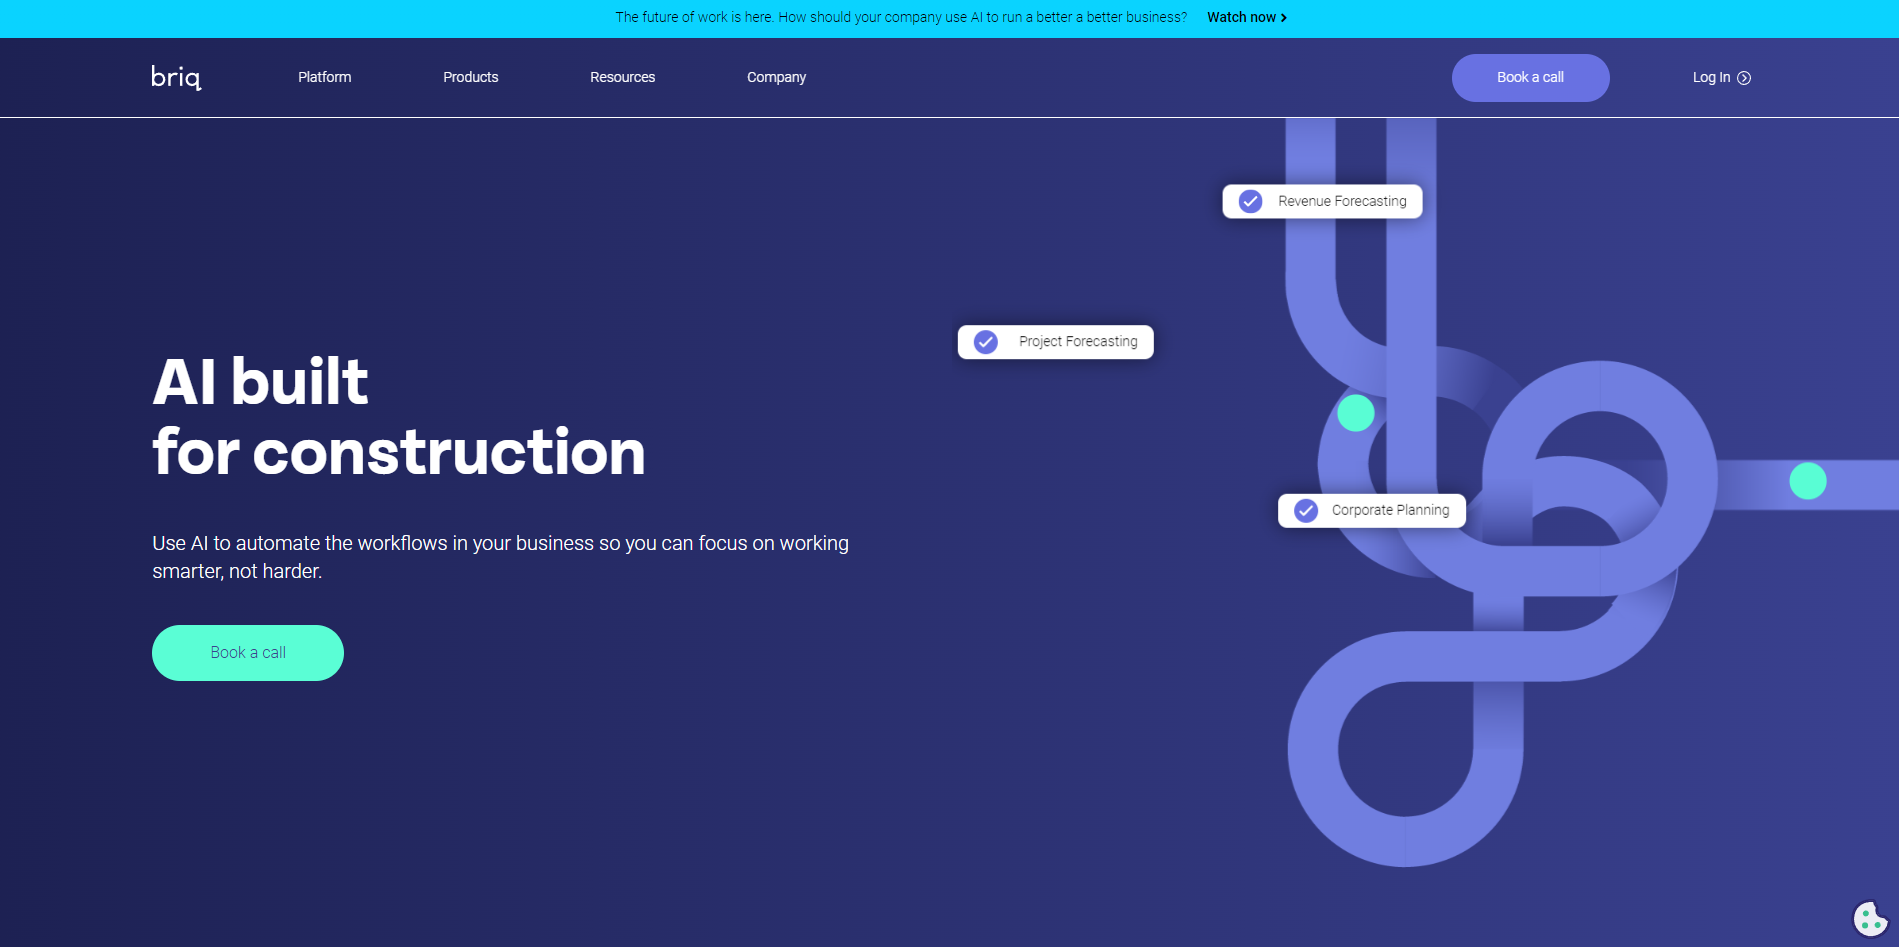 The future of work is here. How should your company use AI to run a better a better business? Watch now
briq Platform Products Resources Company Book a call Log In
Revenue Forecasting
Project Forecasting
AI built
for construction
Corporate Planning
Use AI to automate the workflows in your business so you can focus on working
smarter, not harder.
Book a call